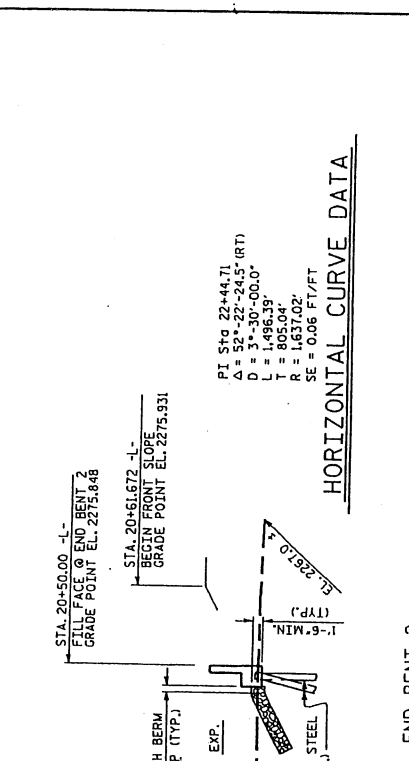 STA. 20+50.00 -L-
FILL FACE @ END BENT 2
GRADE POINT EL. 2275.848
STA. 20+61.672 -L-
BEGIN FRONT SLOPE
GRADE POINT EL. 2275.931
PI Sta 22+44.71
Δ = 52°-22'-24.5" (RT)
D = 3°-30'-00.0"
L = 1,496.39'
T = 805.04'
R = 1,637.02'
SE = 0.06 FT/FT
HORIZONTAL CURVE DATA
H BERM
P (TYP.)
EXP.
STEEL
1'-6" MIN.
(TYP.)
EL. 2267.0 ±
END BENT 2